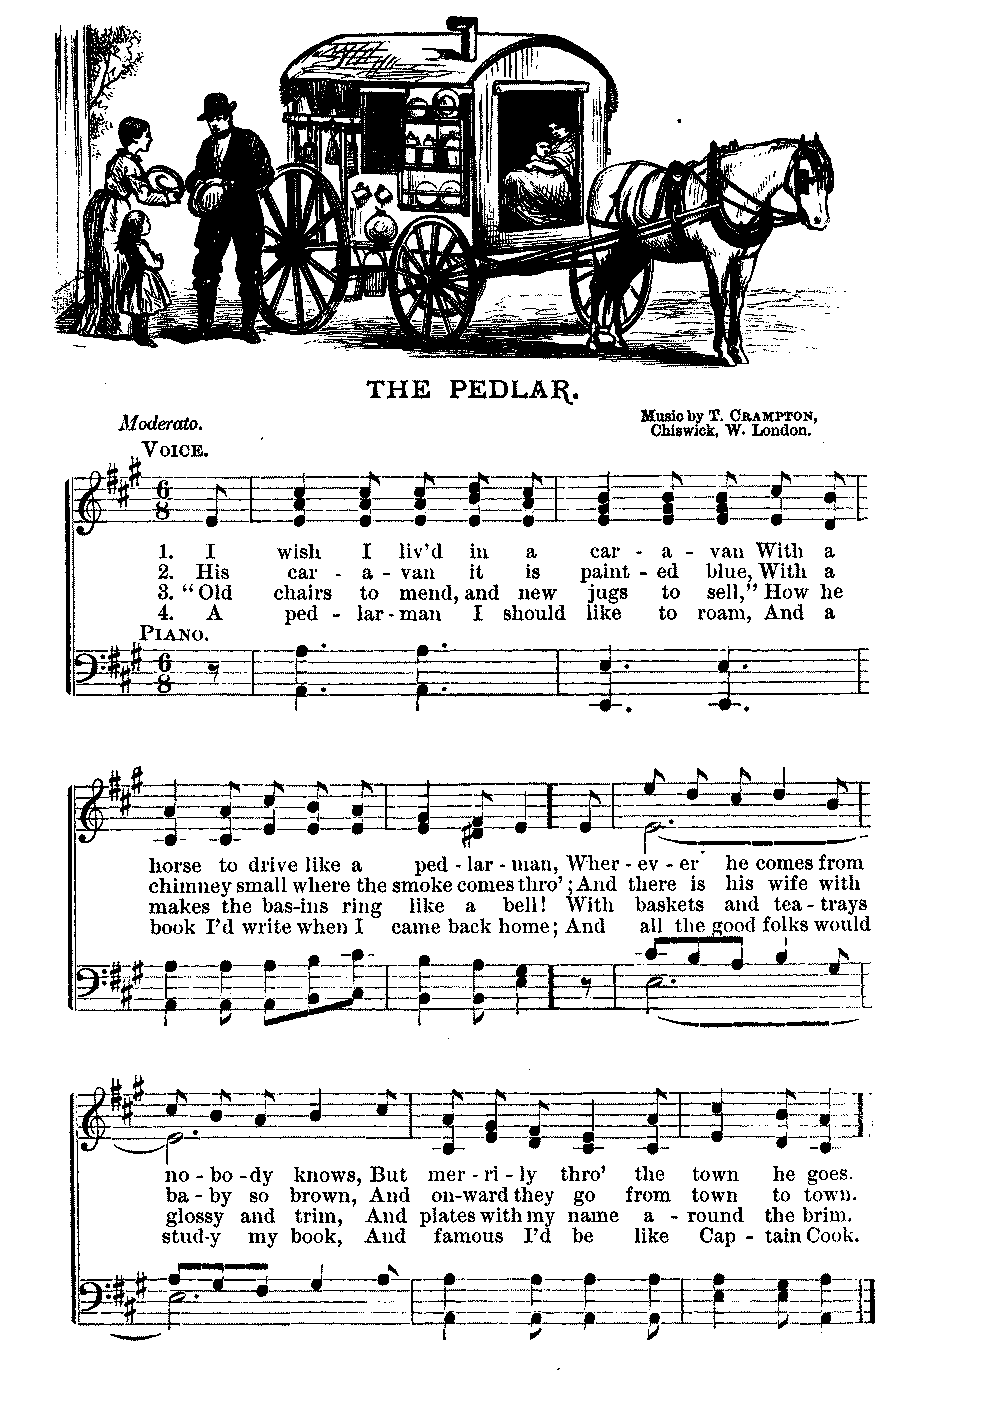 THE PEDLAR.
Moderato.
Music by T. CRAMPTON,
Chiswick, W. London.
VOICE.
1. I wish I liv'd in a car - a - van With a
2. His car - a - van it is paint - ed blue, With a
3. "Old chairs to mend, and new jugs to sell," How he
4. A ped - lar - man I should like to roam, And a
PIANO.
horse to drive like a ped - lar - man, Wher - ev - er he comes from
chimney small where the smoke comes thro'; And there is his wife with
makes the bas-ins ring like a bell! With baskets and tea - trays
book I'd write when I came back home; And all the good folks would
no - bo - dy knows, But mer - ri - ly thro' the town he goes.
ba - by so brown, And on-ward they go from town to town.
glossy and trim, And plates with my name a - round the brim.
stud-y my book, And famous I'd be like Cap - tain Cook.